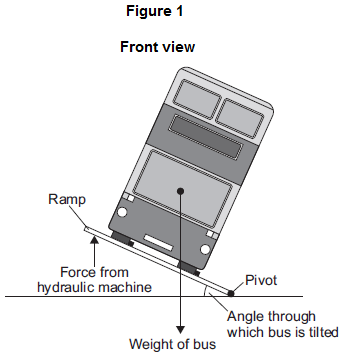 Figure 1
Front view
Ramp
Force from
hydraulic machine
Pivot
Angle through
which bus is tilted
Weight of bus